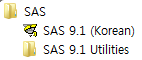 SAS
SAS 9.1 (Korean)
SAS 9.1 Utilities